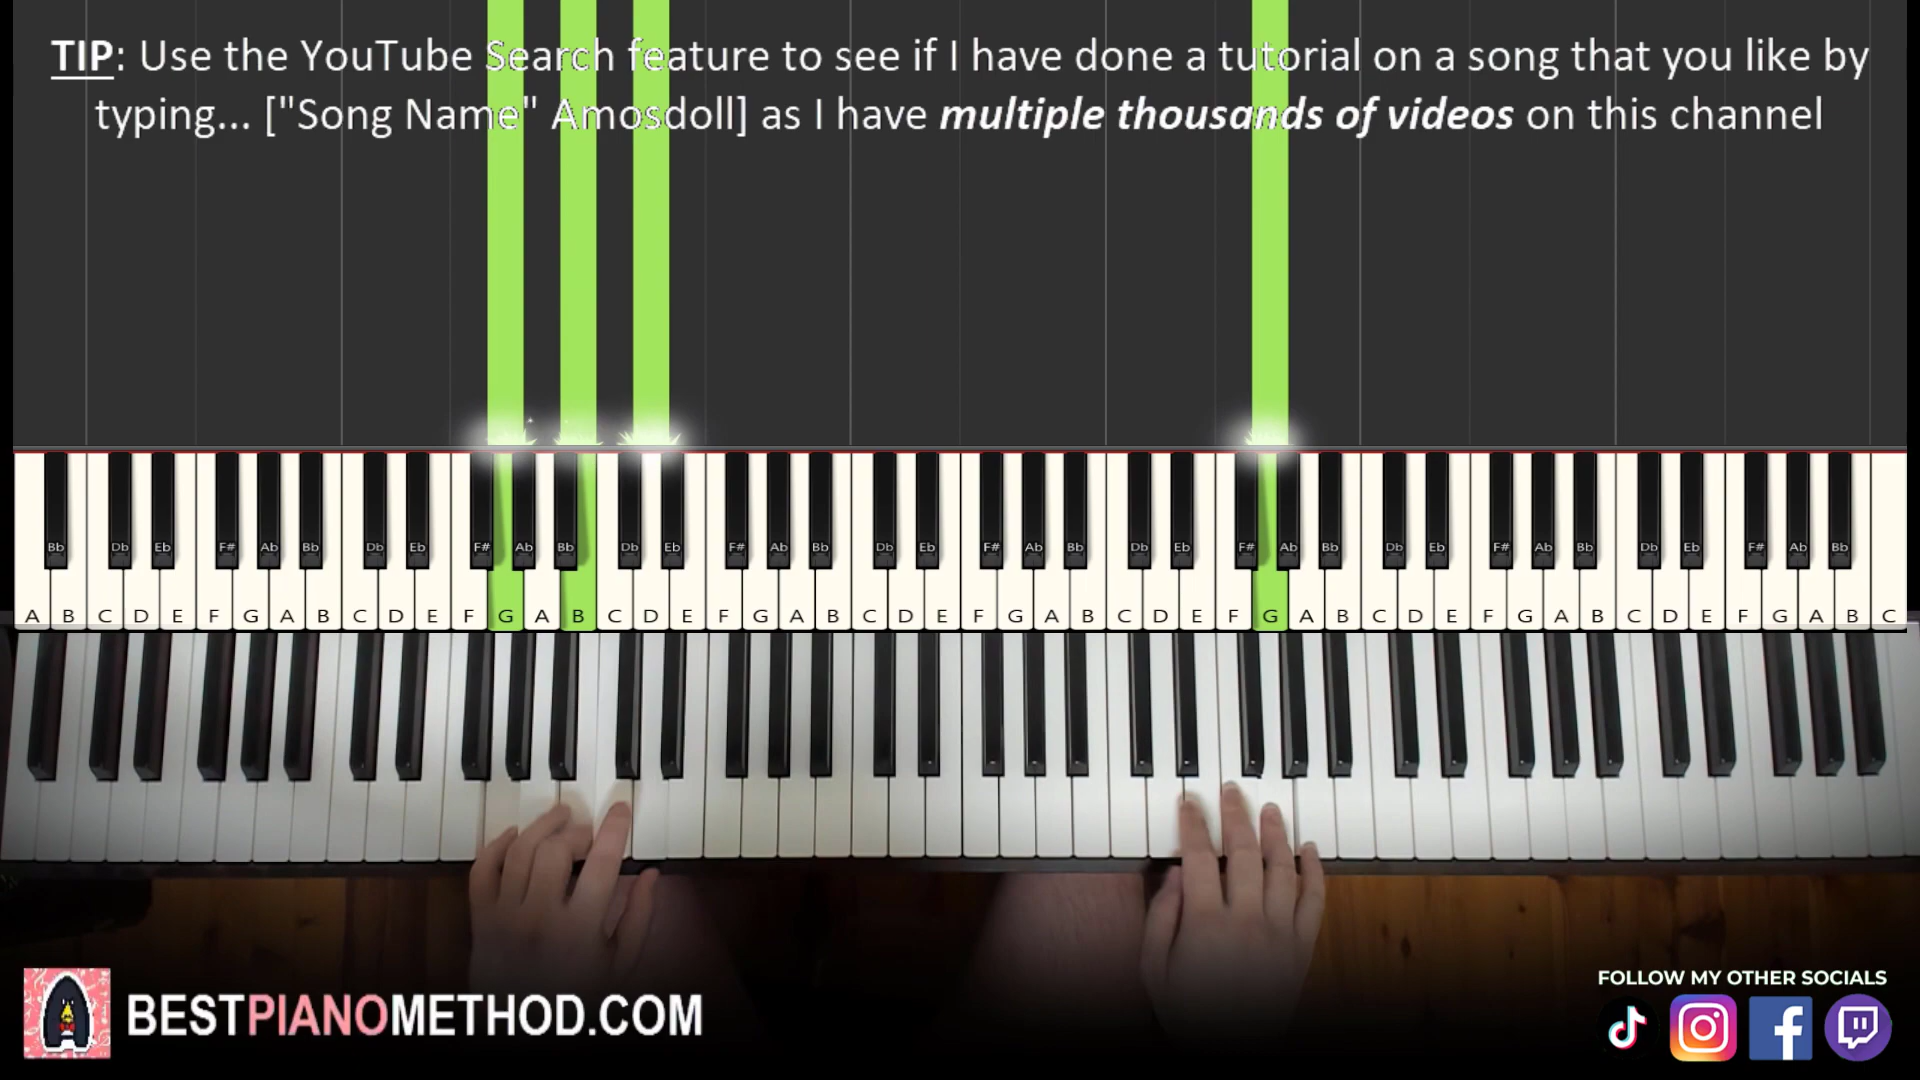 TIP: Use the YouTube Search feature to see if I have done a tutorial on a song that you like by
typing... ["Song Name" Amosdoll] as I have multiple thousands of videos on this channel
Bb Db Eb F# Ab Bb Db Eb F# Ab Bb Db Eb F# Ab Bb Db Eb F# Ab Bb Db Eb F# Ab Bb Db Eb F# Ab Bb Db Eb F# Ab Bb
A B C D E F G A B C D E F G A B C D E F G A B C D E F G A B C D E F G A B C D E F G A B C D E F G A B C
FOLLOW MY OTHER SOCIALS
BESTPIANOMETHOD.COM